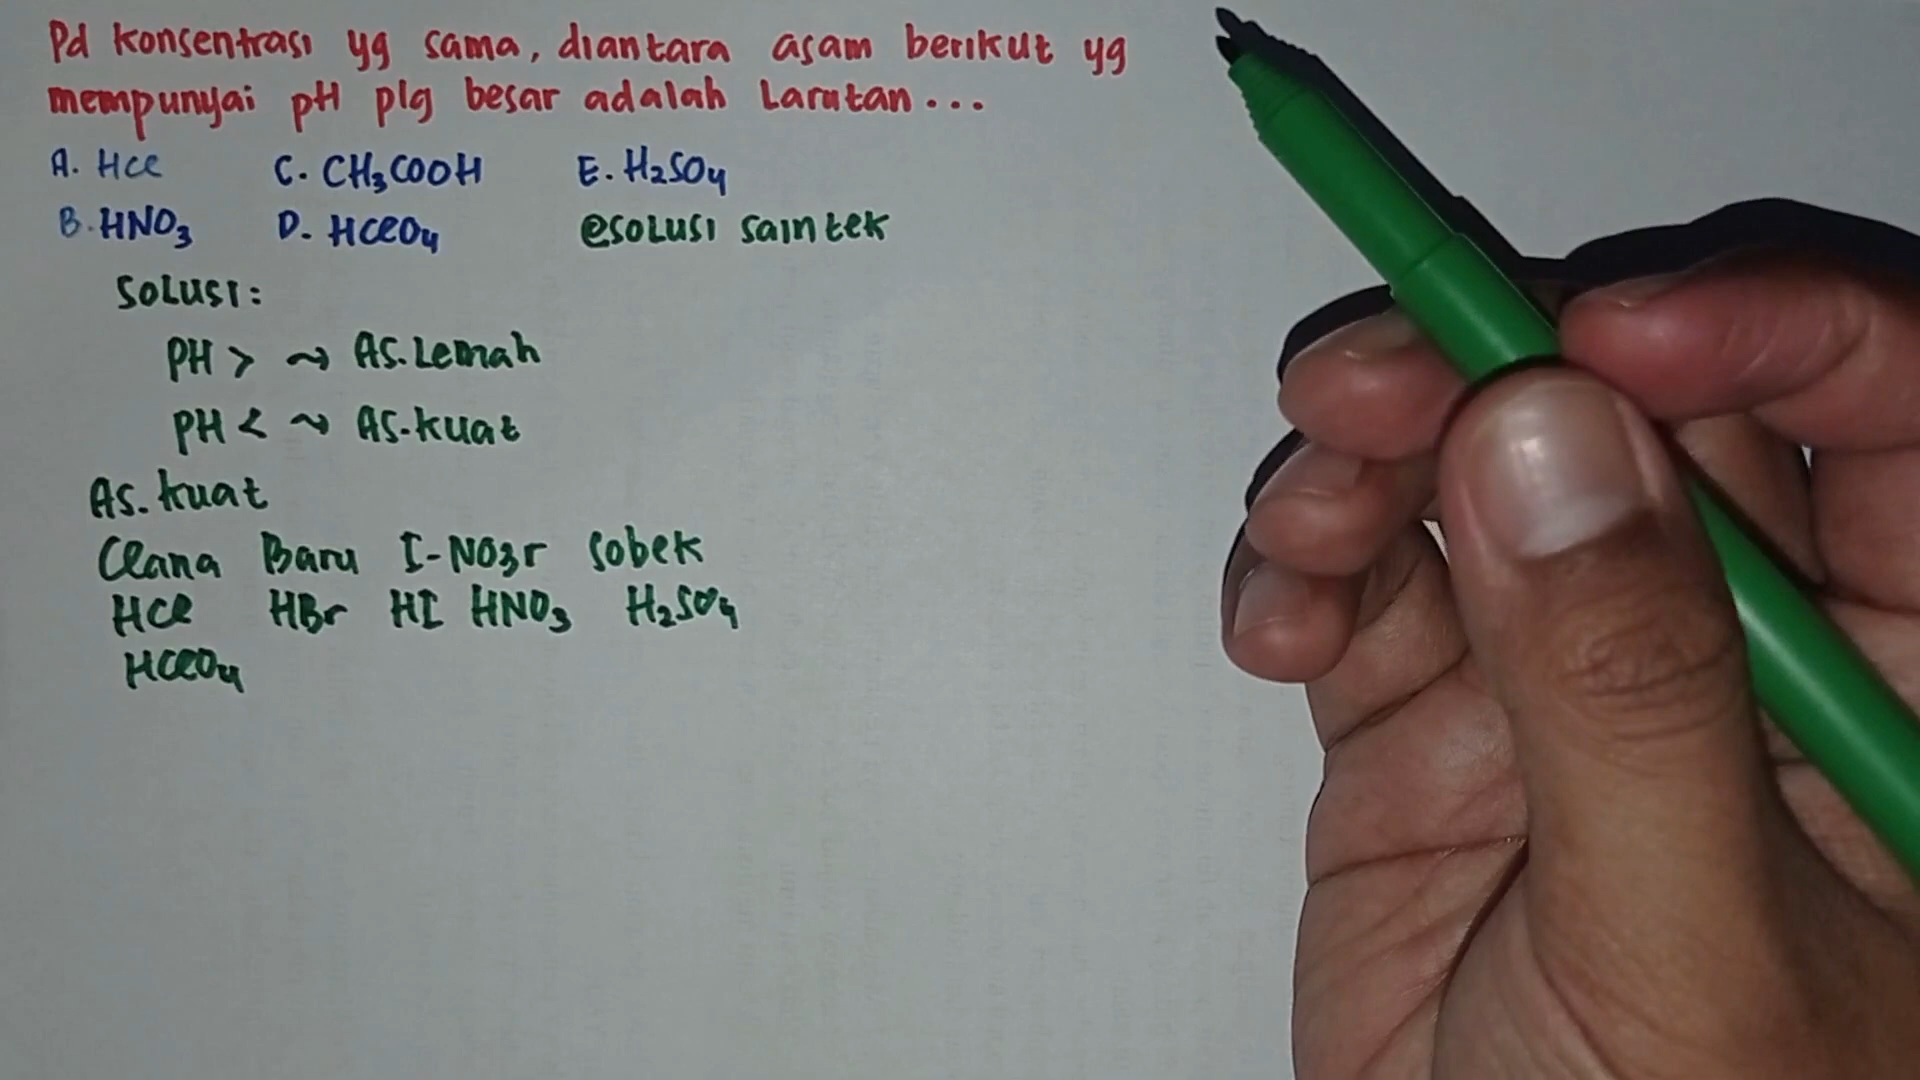 Pd konsentrasi yg sama, diantara asam berikut yg
mempunyai pH plg besar adalah Larutan...
A. HCl C. CH₃COOH E. H₂SO₄
B. HNO₃ D. HClO₄ @solusi saintek
Solusi:
PH > ~> As. Lemah
PH < ~> As. kuat
As. kuat
Clana Baru I-NO3r Sobek
HCl HBr HI HNO₃ H₂SO₄
HClO₄